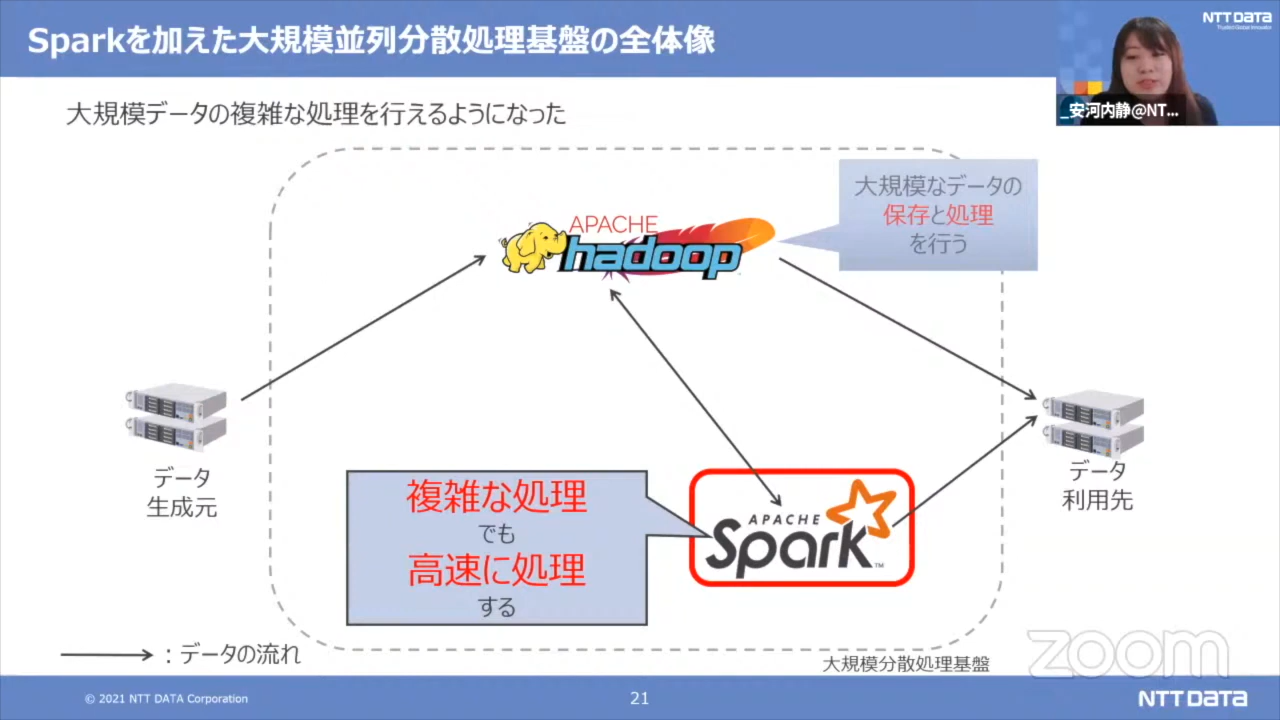 Sparkを加えた大規模並列分散処理基盤の全体像
NTT DATA
Trusted Global Innovator
_安河内静@NT...
大規模データの複雑な処理を行えるようになった
大規模なデータの
保存と処理
を行う
APACHE
hadoop
データ
生成元
データ
利用先
複雑な処理
でも
高速に処理
する
APACHE
Spark™
：データの流れ
大規模分散処理基盤
zoom
© 2021 NTT DATA Corporation
21
NTT DATA